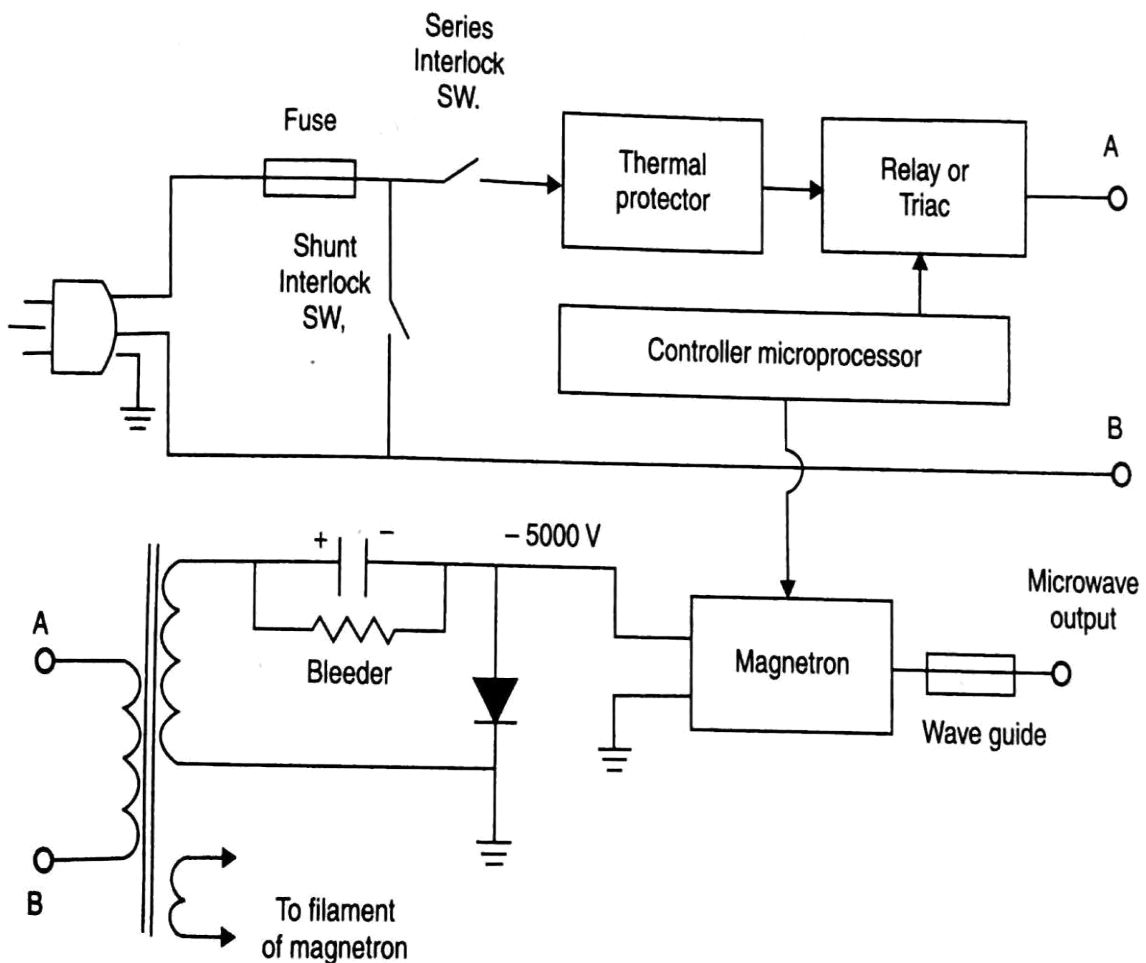 Series
Interlock
SW.
Fuse
Thermal
protector
Relay or
Triac
A
Shunt
Interlock
SW,
Controller microprocessor
B
+ −
– 5000 V
A
Bleeder
Magnetron
Microwave
output
Wave guide
B
To filament
of magnetron